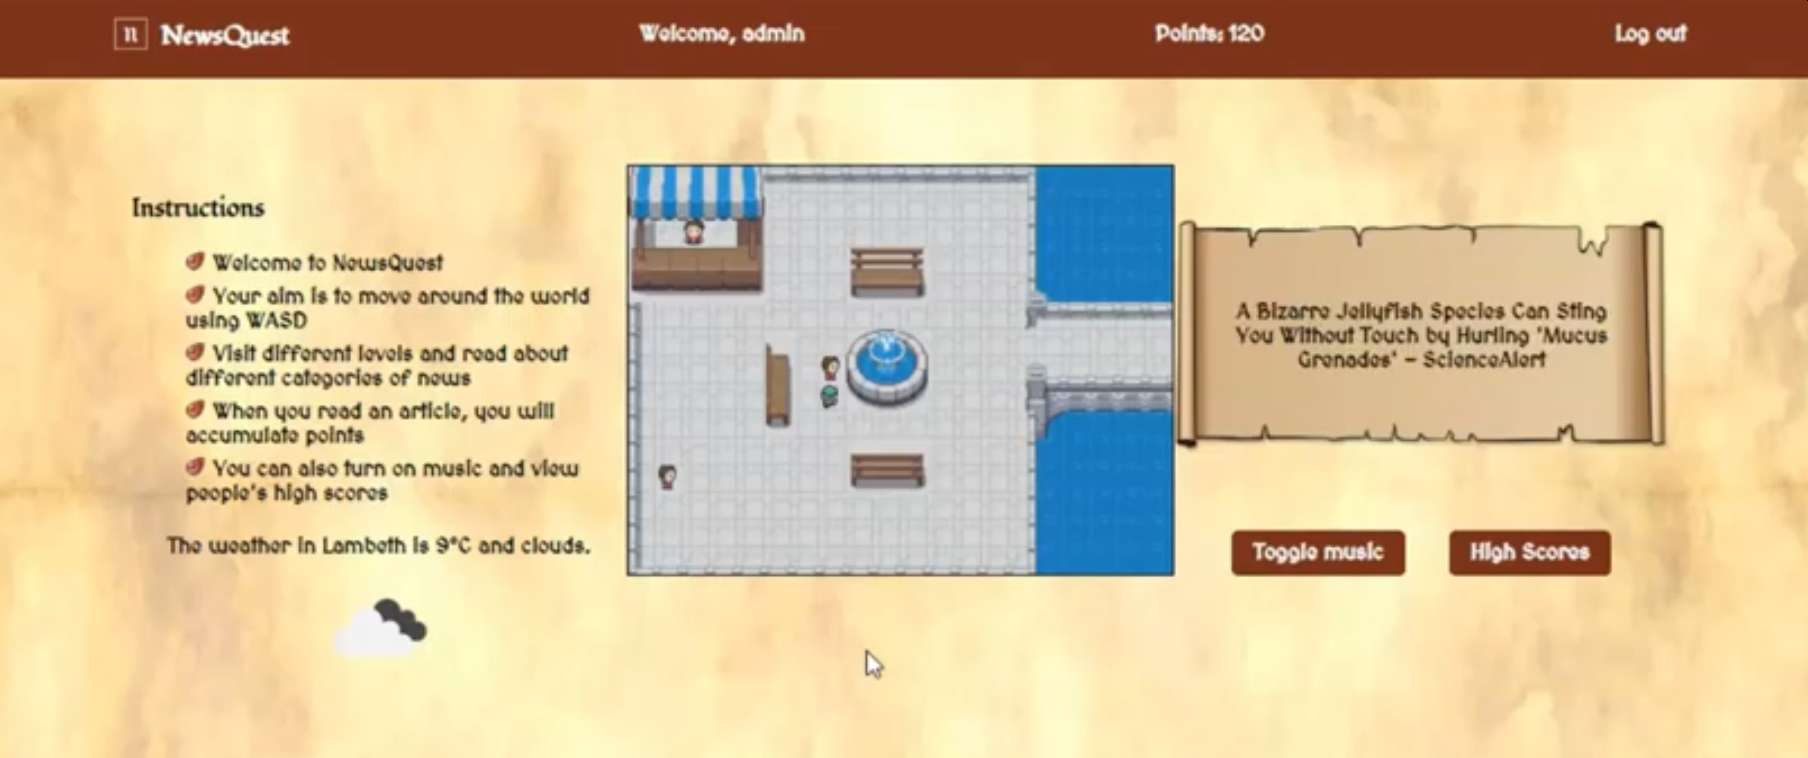 n NewsQuest
Welcome, admin
Points: 120
Log out
Instructions
Welcome to NewsQuest
Your aim is to move around the world
using WASD
Visit different levels and read about
different categories of news
When you read an article, you will
accumulate points
You can also turn on music and view
people's high scores
The weather in Lambeth is 9°C and clouds.
A Bizarre Jellyfish Species Can Sting
You Without Touch by Hurling 'Mucus
Grenades' - ScienceAlert
Toggle music
High Scores